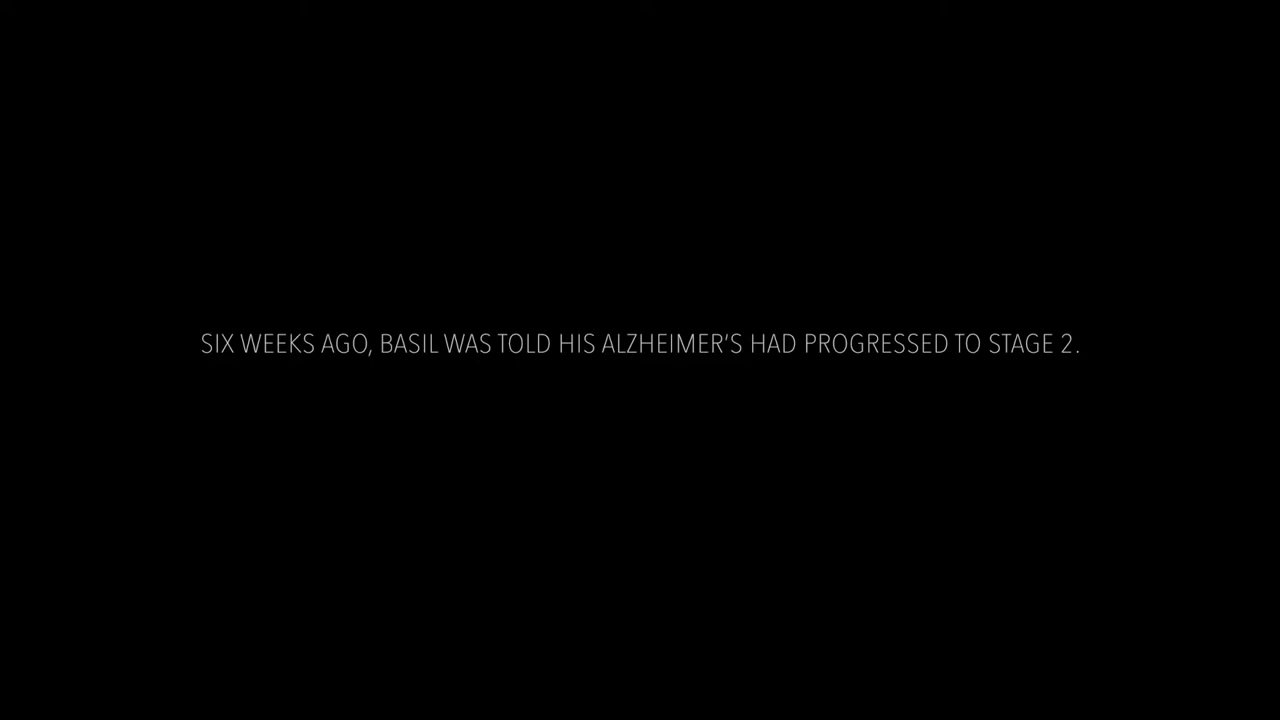 SIX WEEKS AGO, BASIL WAS TOLD HIS ALZHEIMER'S HAD PROGRESSED TO STAGE 2.